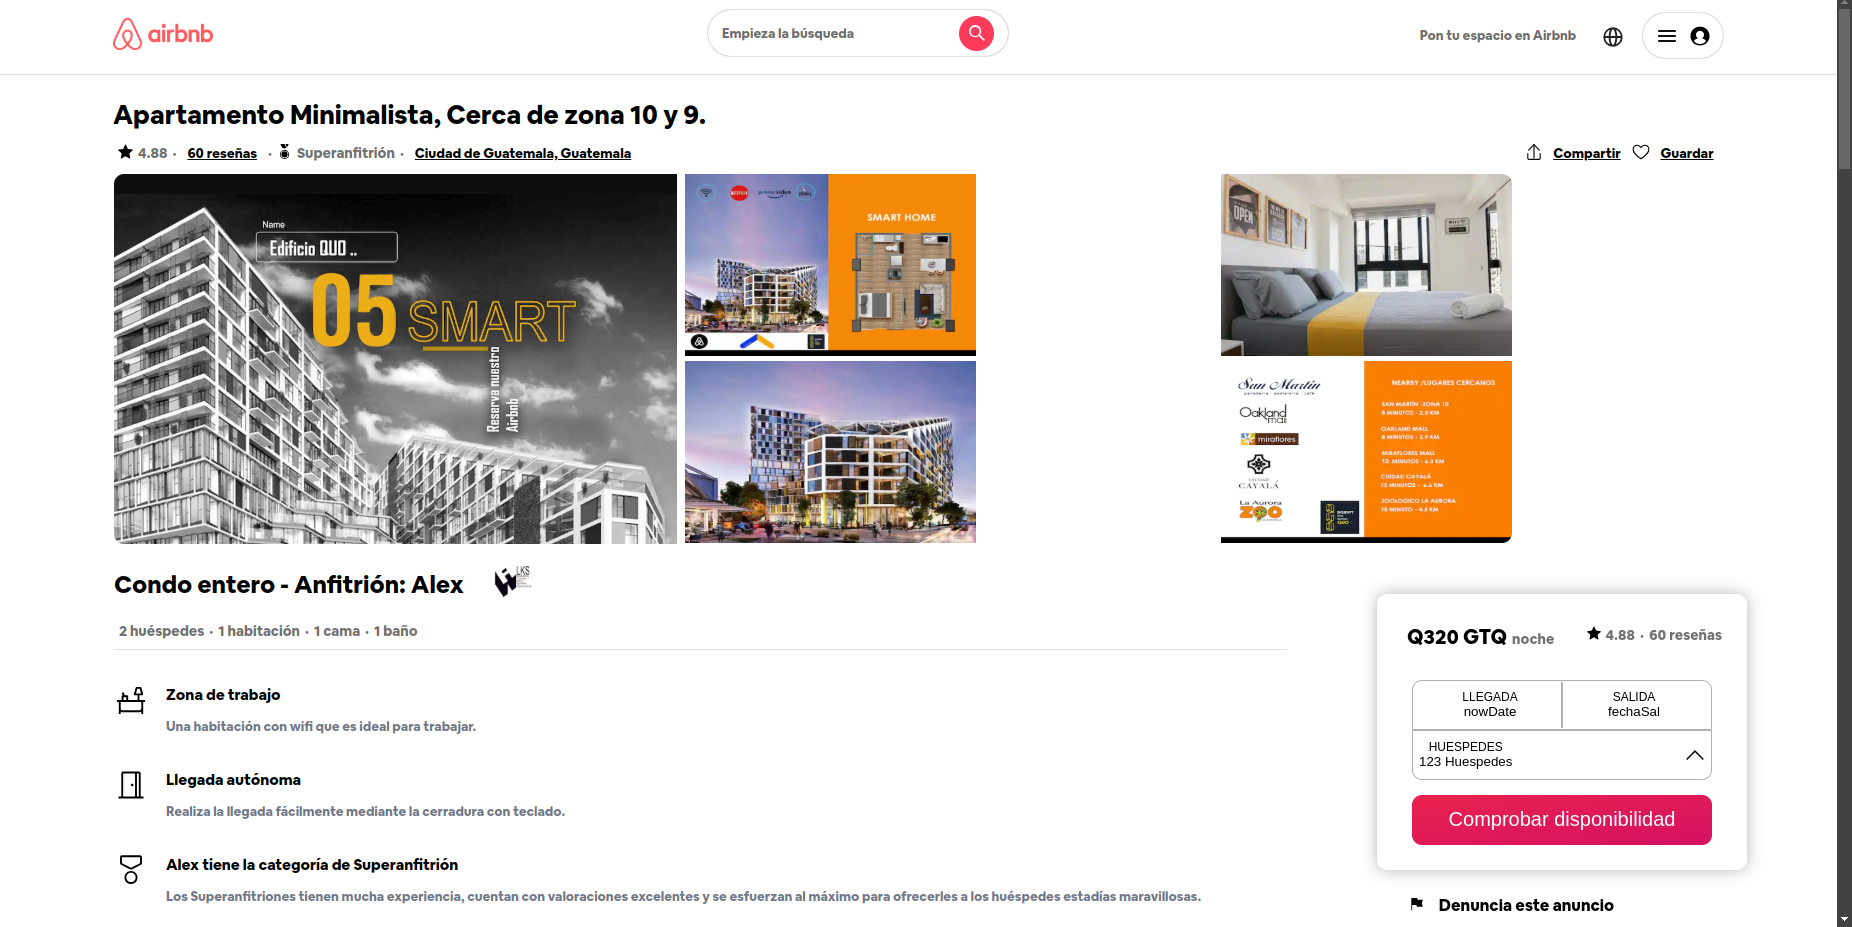 airbnb
Empieza la búsqueda
Pon tu espacio en Airbnb
Apartamento Minimalista, Cerca de zona 10 y 9.
4.88 · 60 reseñas · Superanfitrión · Ciudad de Guatemala, Guatemala
Compartir Guardar
Name
Edificio QUO ..
05 SMART
Reserva nuestro
Airbnb
NETFLIX
prime video
SMART HOME
OPEN
San Martin
Oakland
mall
miraflores
CIUDAD
CAYALÁ
La Aurora
ZOO
NEARBY /LUGARES CERCANOS
SAN MARTÍN -ZONA 10
8 MINUTOS - 2.8 KM
OAKLAND MALL
8 MINUTOS - 2.9 KM
MIRAFLORES MALL
12 MINUTOS - 6.3 KM
CIUDAD CAYALÁ
12 MINUTOS - 6.6 KM
ZOOLOGICO LA AURORA
10 MINUTO - 4.3 KM
Condo entero - Anfitrión: Alex
LKS
2 huéspedes · 1 habitación · 1 cama · 1 baño
Zona de trabajo
Una habitación con wifi que es ideal para trabajar.
Llegada autónoma
Realiza la llegada fácilmente mediante la cerradura con teclado.
Alex tiene la categoría de Superanfitrión
Los Superanfitriones tienen mucha experiencia, cuentan con valoraciones excelentes y se esfuerzan al máximo para ofrecerles a los huéspedes estadías maravillosas.
Q320 GTQ noche
4.88 · 60 reseñas
LLEGADA
nowDate
SALIDA
fechaSal
HUESPEDES
123 Huespedes
Comprobar disponibilidad
Denuncia este anuncio